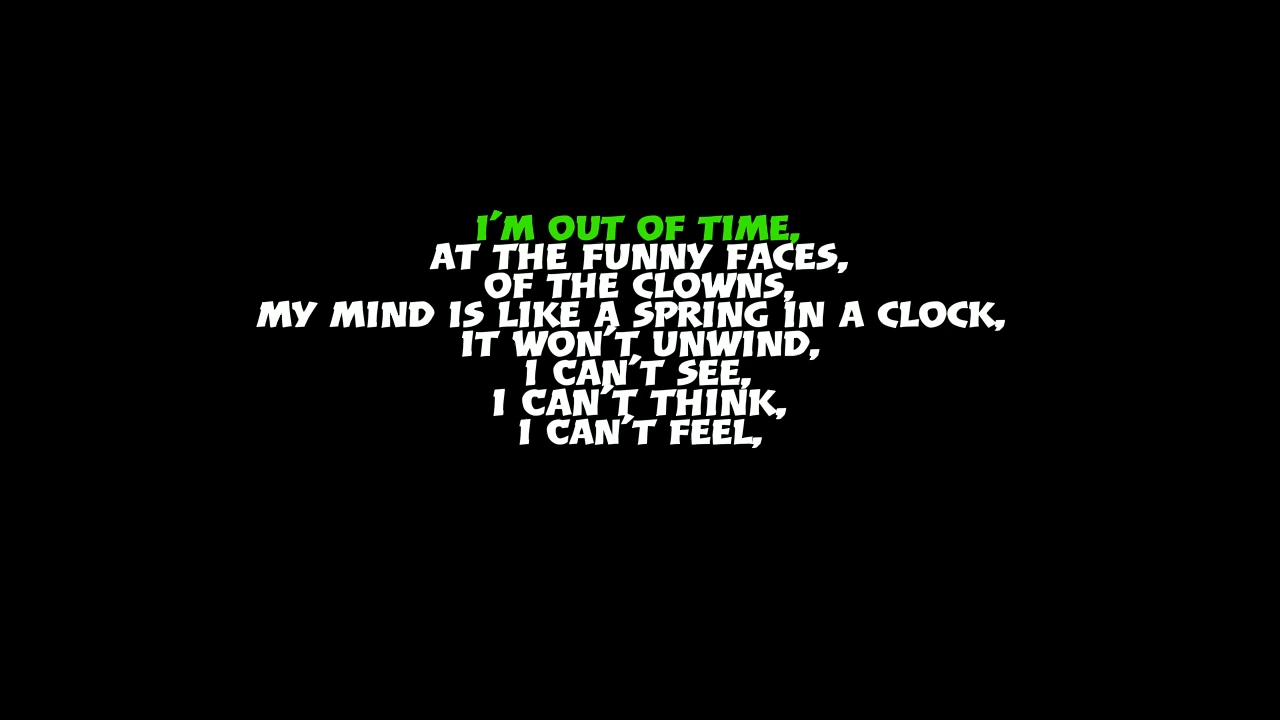 I'M OUT OF TIME,
AT THE FUNNY FACES,
OF THE CLOWNS,
MY MIND IS LIKE A SPRING IN A CLOCK,
IT WON'T UNWIND,
I CAN'T SEE,
I CAN'T THINK,
I CAN'T FEEL,